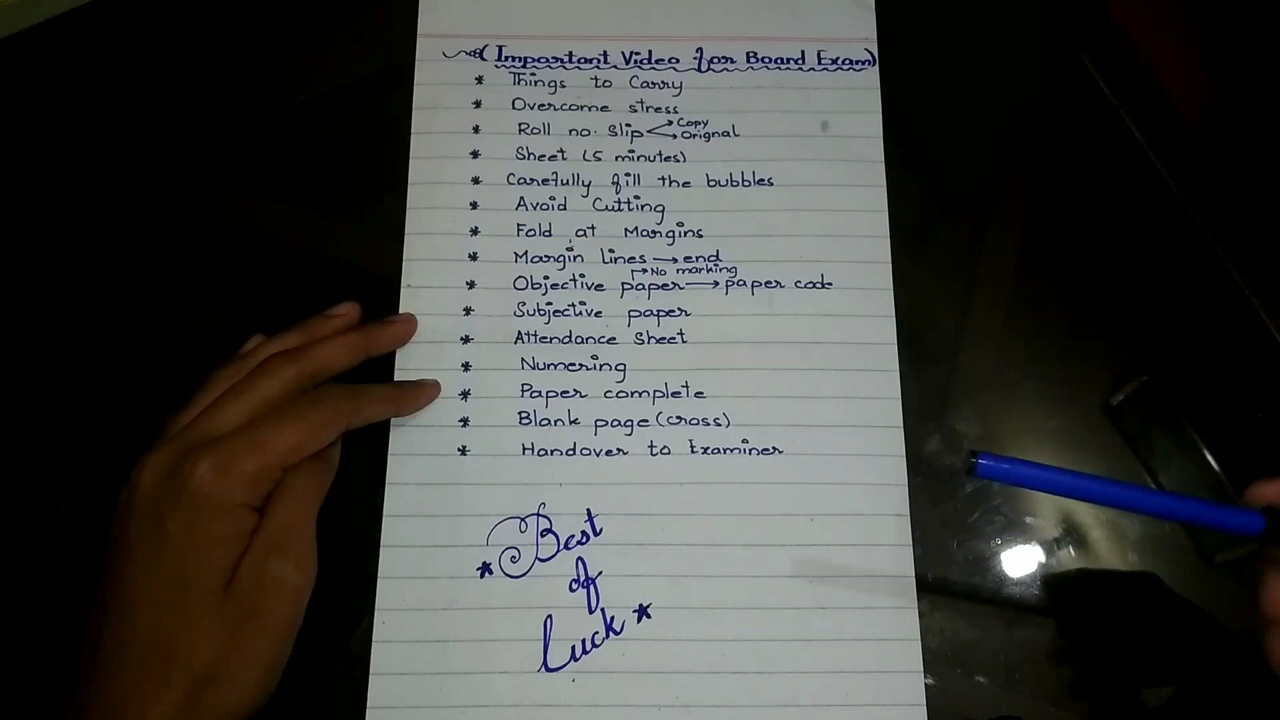 (Important Video for Board Exam)
* Things to Carry
* Overcome stress
* Roll no. Slip Copy
Orignal
* Sheet (5 minutes)
* Carefully fill the bubbles
* Avoid Cutting
* Fold at Margins
* Margin lines → end
→ No marking
* Objective paper → paper code
* Subjective paper
* Attendance Sheet
* Numering
* Paper complete
* Blank page (cross)
* Handover to Examiner
* Best
of
Luck *